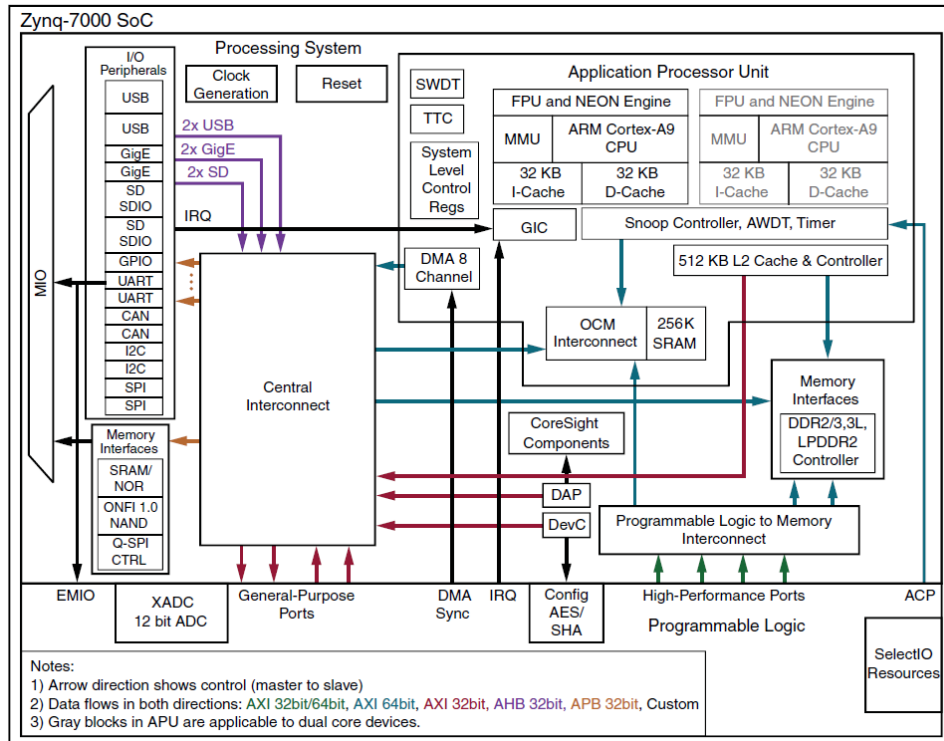 Zynq-7000 SoC
Processing System
I/O
Peripherals
USB
USB
GigE
GigE
SD
SDIO
SD
SDIO
GPIO
UART
UART
CAN
CAN
I2C
I2C
SPI
SPI
MIO
Clock
Generation
Reset
2x USB
2x GigE
2x SD
IRQ
Application Processor Unit
SWDT
TTC
System
Level
Control
Regs
FPU and NEON Engine
MMU
ARM Cortex-A9
CPU
32 KB
I-Cache
32 KB
D-Cache
FPU and NEON Engine
MMU
ARM Cortex-A9
CPU
32 KB
I-Cache
32 KB
D-Cache
GIC
Snoop Controller, AWDT, Timer
DMA 8
Channel
512 KB L2 Cache & Controller
OCM
Interconnect
256K
SRAM
Central
Interconnect
Memory
Interfaces
DDR2/3,3L,
LPDDR2
Controller
CoreSight
Components
DAP
DevC
Programmable Logic to Memory
Interconnect
Memory
Interfaces
SRAM/
NOR
ONFI 1.0
NAND
Q-SPI
CTRL
EMIO
XADC
12 bit ADC
General-Purpose
Ports
DMA
Sync
IRQ
Config
AES/
SHA
High-Performance Ports
ACP
Programmable Logic
SelectIO
Resources
Notes:
1) Arrow direction shows control (master to slave)
2) Data flows in both directions: AXI 32bit/64bit, AXI 64bit, AXI 32bit, AHB 32bit, APB 32bit, Custom
3) Gray blocks in APU are applicable to dual core devices.